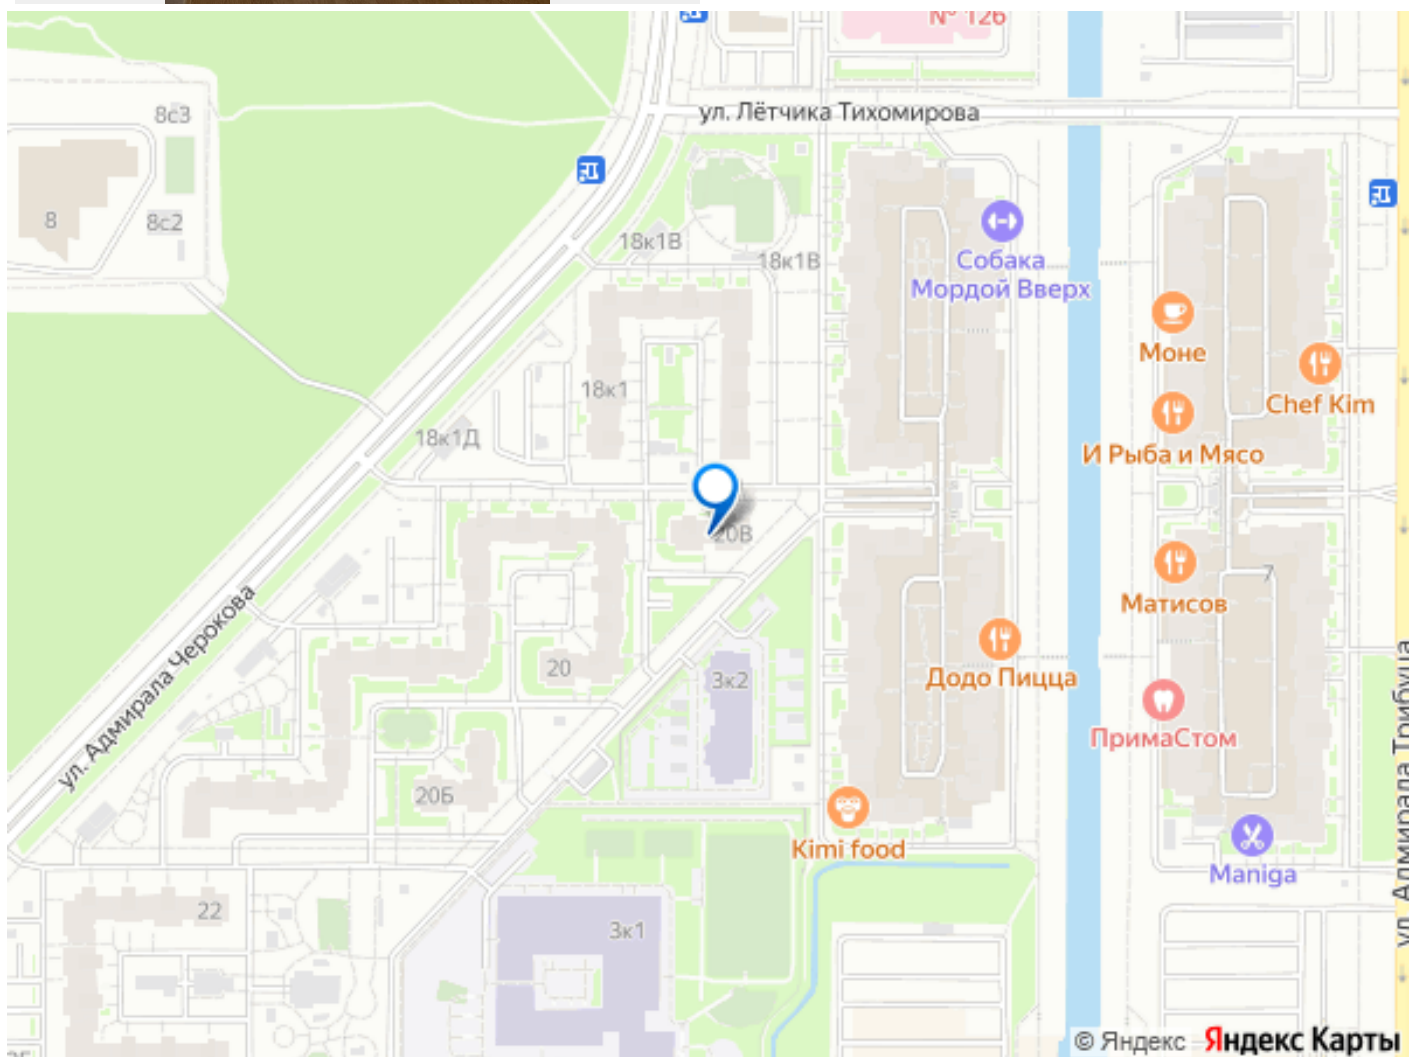 № 126
ул. Лётчика Тихомирова
8с3
8
8с2
18к1В
18к1В
Собака
Мордой Вверх
Моне
Chef Kim
18к1
18к1Д
И Рыба и Мясо
20В
Матисов
7
ул. Адмирала Черокова
20
3к2
Додо Пицца
ПримаСтом
ул. Адмирала Трибуца
20Б
Kimi food
Maniga
22
3к1
© Яндекс Яндекс Карты